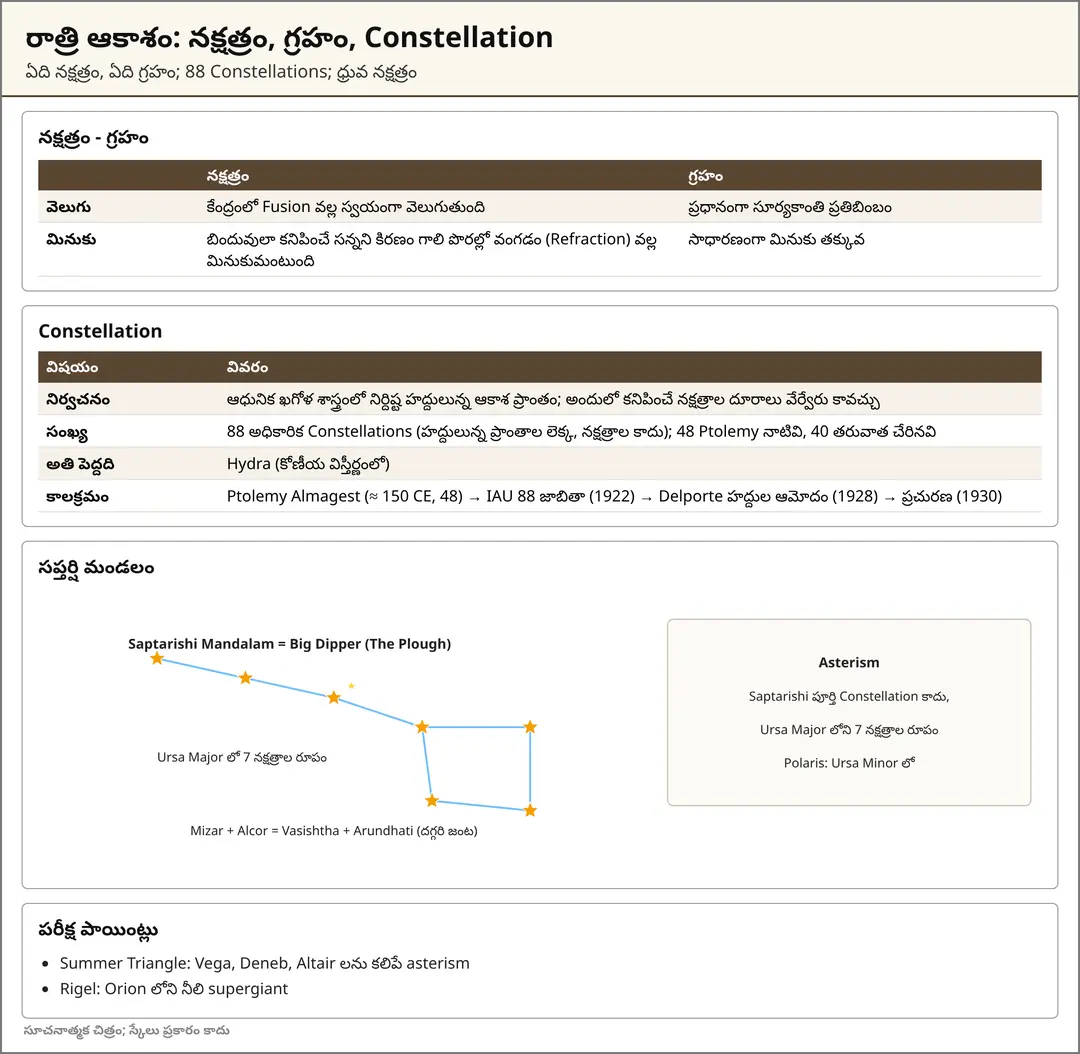 రాత్రి ఆకాశం: నక్షత్రం, గ్రహం, Constellation
ఏది నక్షత్రం, ఏది గ్రహం; 88 Constellations; ధ్రువ నక్షత్రం
నక్షత్రం - గ్రహం
నక్షత్రం గ్రహం
వెలుగు కేంద్రంలో Fusion వల్ల స్వయంగా వెలుగుతుంది ప్రధానంగా సూర్యకాంతి ప్రతిబింబం
మినుకు బిందువులా కనిపించే సన్నని కిరణం గాలి పొరల్లో వంగడం (Refraction) వల్ల సాధారణంగా మినుకు తక్కువ
మినుకుమంటుంది
Constellation
విషయం వివరం
నిర్వచనం ఆధునిక ఖగోళ శాస్త్రంలో నిర్దిష్ట హద్దులున్న ఆకాశ ప్రాంతం; అందులో కనిపించే నక్షత్రాల దూరాలు వేర్వేరు కావచ్చు
సంఖ్య 88 అధికారిక Constellations (హద్దులున్న ప్రాంతాల లెక్క, నక్షత్రాల కాదు); 48 Ptolemy నాటివి, 40 తరువాత చేరినవి
అతి పెద్దది Hydra (కోణీయ విస్తీర్ణంలో)
కాలక్రమం Ptolemy Almagest (≈ 150 CE, 48) → IAU 88 జాబితా (1922) → Delporte హద్దుల ఆమోదం (1928) → ప్రచురణ (1930)
సప్తర్షి మండలం
Saptarishi Mandalam = Big Dipper (The Plough)
Ursa Major లో 7 నక్షత్రాల రూపం
Mizar + Alcor = Vasishtha + Arundhati (దగ్గరి జంట)
Asterism
Saptarishi పూర్తి Constellation కాదు,
Ursa Major లోని 7 నక్షత్రాల రూపం
Polaris: Ursa Minor లో
పరీక్ష పాయింట్లు
• Summer Triangle: Vega, Deneb, Altair లను కలిపే asterism
• Rigel: Orion లోని నీలి supergiant
సూచనాత్మక చిత్రం; స్కేలు ప్రకారం కాదు